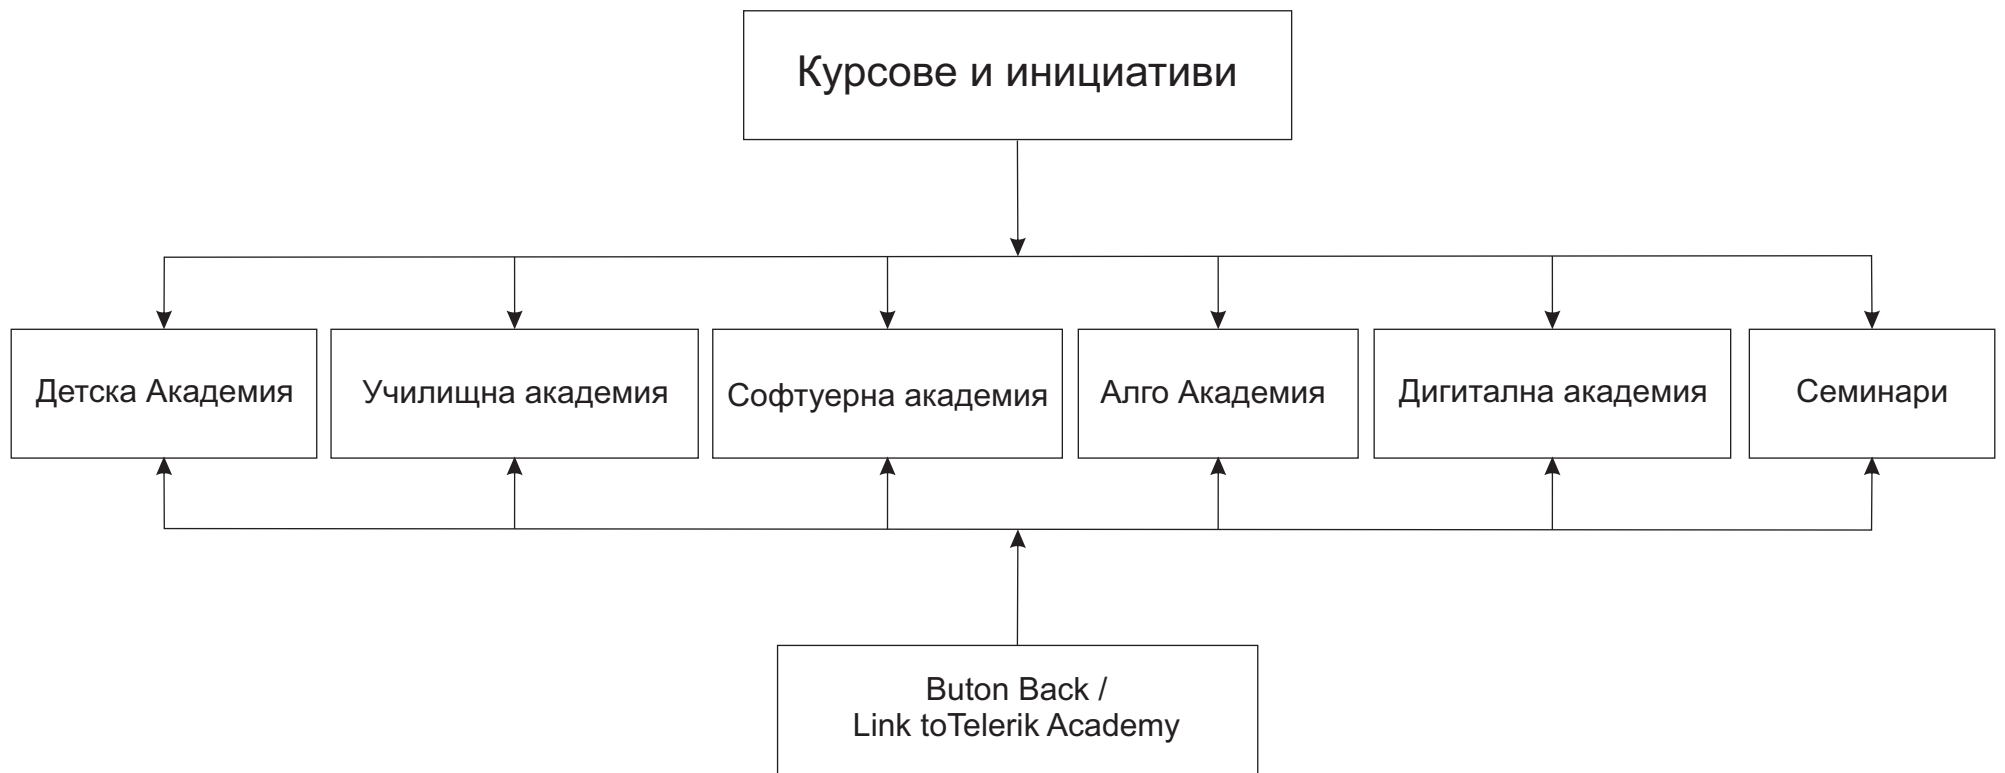 Курсове и инициативи
Детска Академия
Училищна академия
Софтуерна академия
Алго Академия
Дигитална академия
Семинари
Buton Back /
Link toTelerik Academy